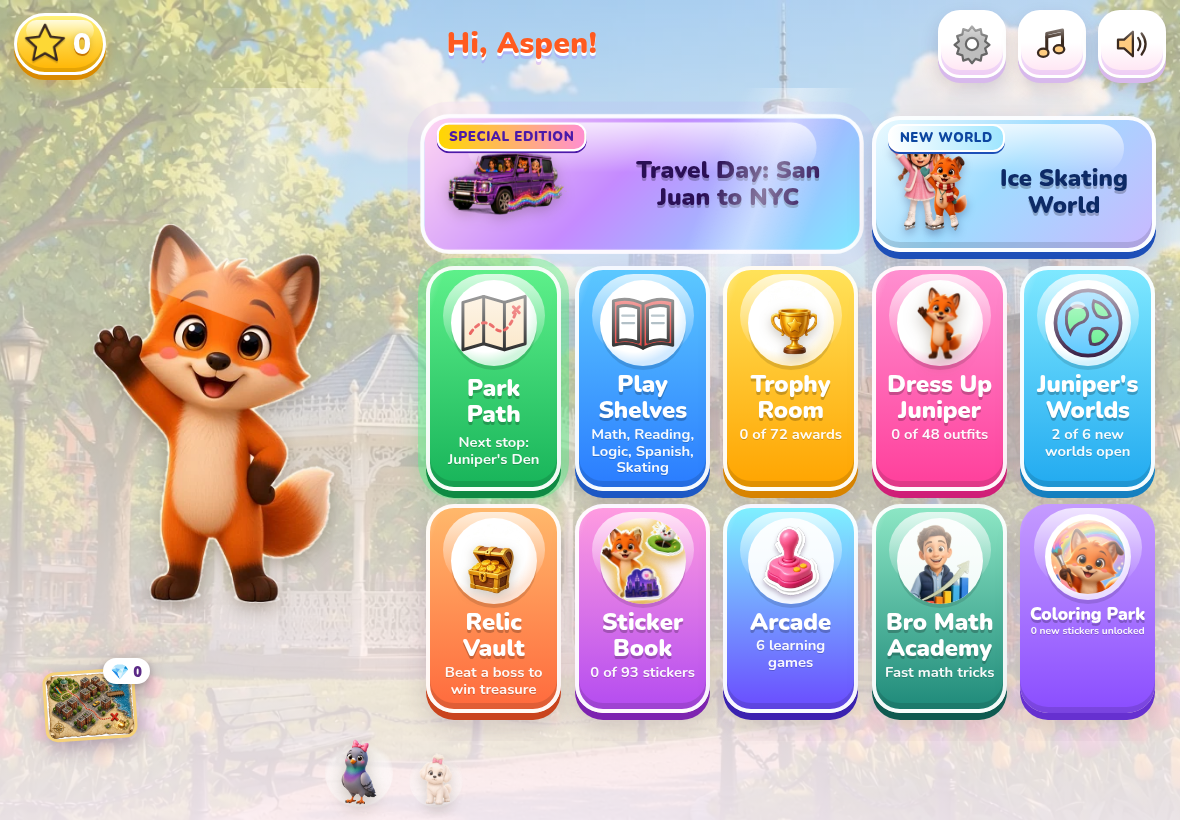 0
Hi, Aspen!
SPECIAL EDITION
Travel Day: San
Juan to NYC
NEW WORLD
Ice Skating
World
Park
Path
Next stop:
Juniper's Den
Play
Shelves
Math, Reading,
Logic, Spanish,
Skating
Trophy
Room
0 of 72 awards
Dress Up
Juniper
0 of 48 outfits
Juniper's
Worlds
2 of 6 new
worlds open
Relic
Vault
Beat a boss to
win treasure
Sticker
Book
0 of 93 stickers
Arcade
6 learning
games
Bro Math
Academy
Fast math tricks
Coloring Park
0 new stickers unlocked
0